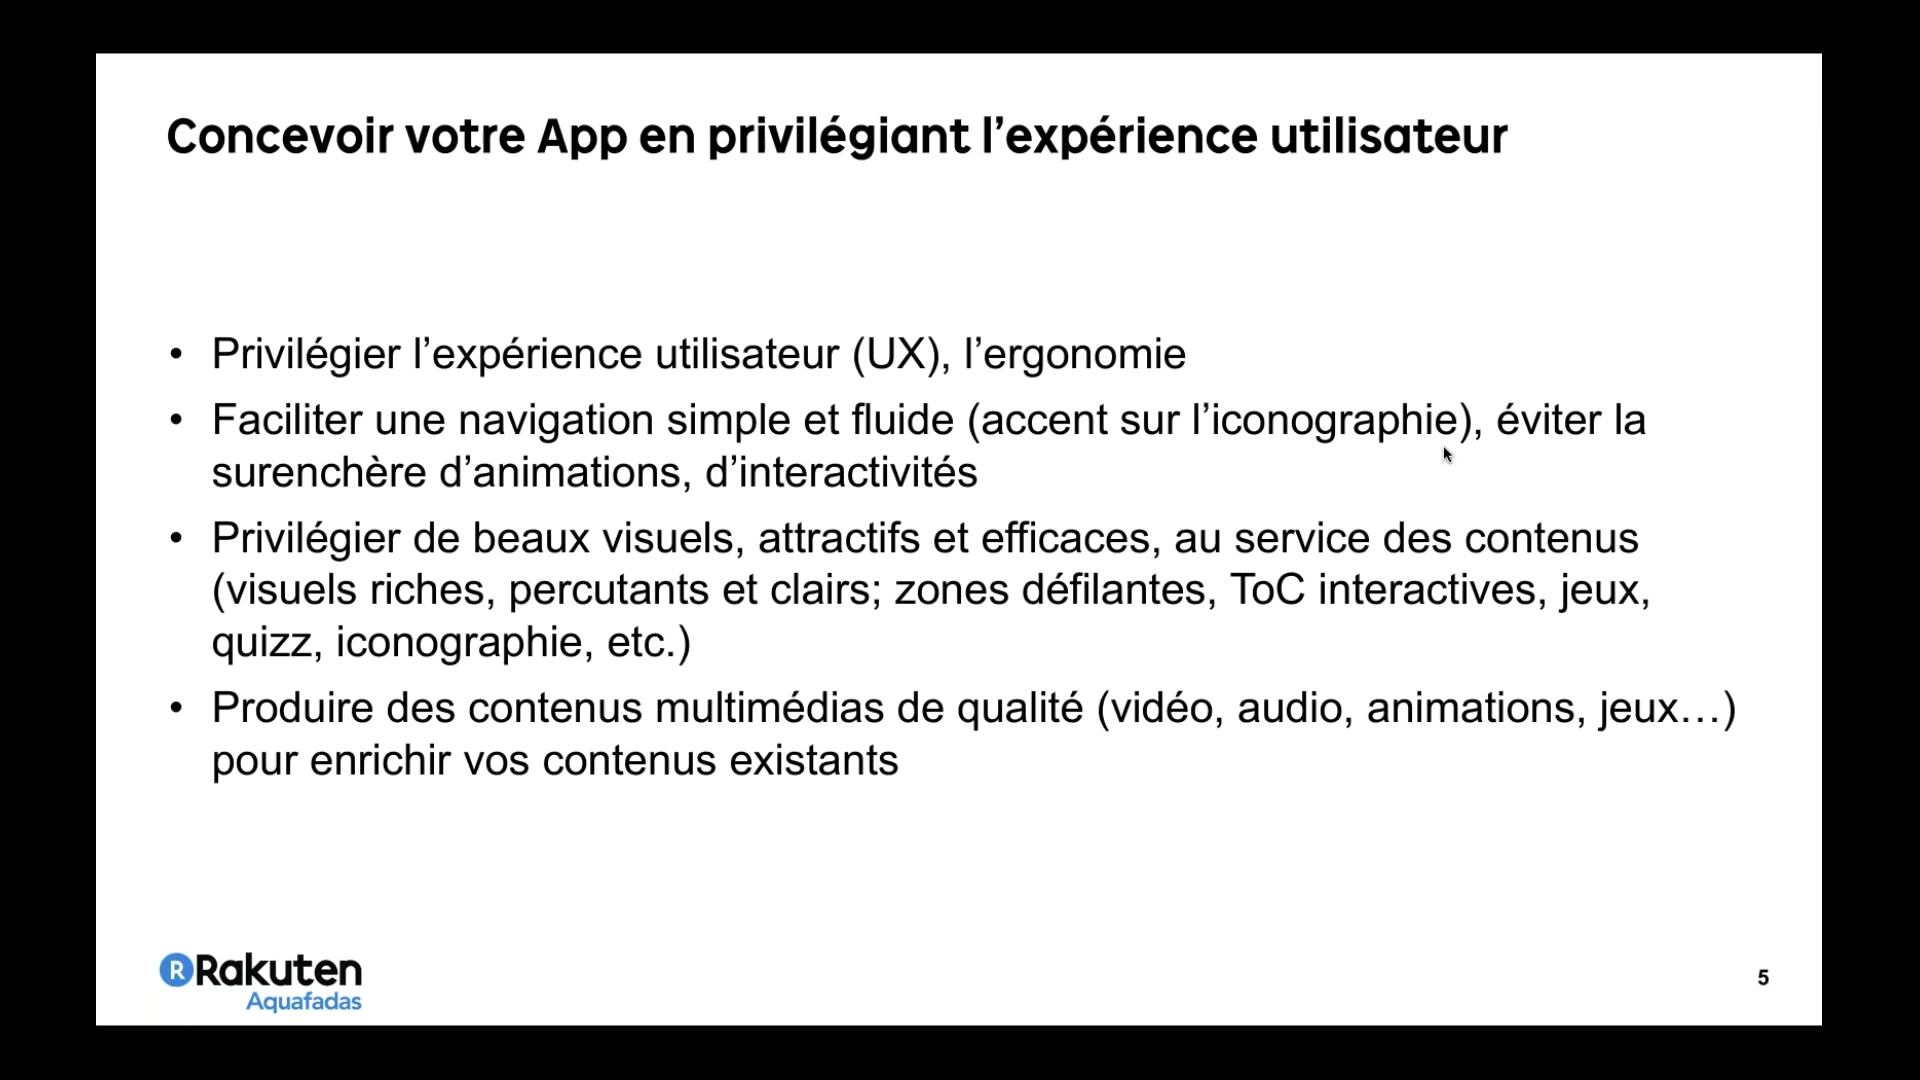 Concevoir votre App en privilégiant l’expérience utilisateur
• Privilégier l’expérience utilisateur (UX), l’ergonomie
• Faciliter une navigation simple et fluide (accent sur l’iconographie), éviter la
surenchère d’animations, d’interactivités
• Privilégier de beaux visuels, attractifs et efficaces, au service des contenus
(visuels riches, percutants et clairs; zones défilantes, ToC interactives, jeux,
quizz, iconographie, etc.)
• Produire des contenus multimédias de qualité (vidéo, audio, animations, jeux…)
pour enrichir vos contenus existants
R Rakuten
Aquafadas
5